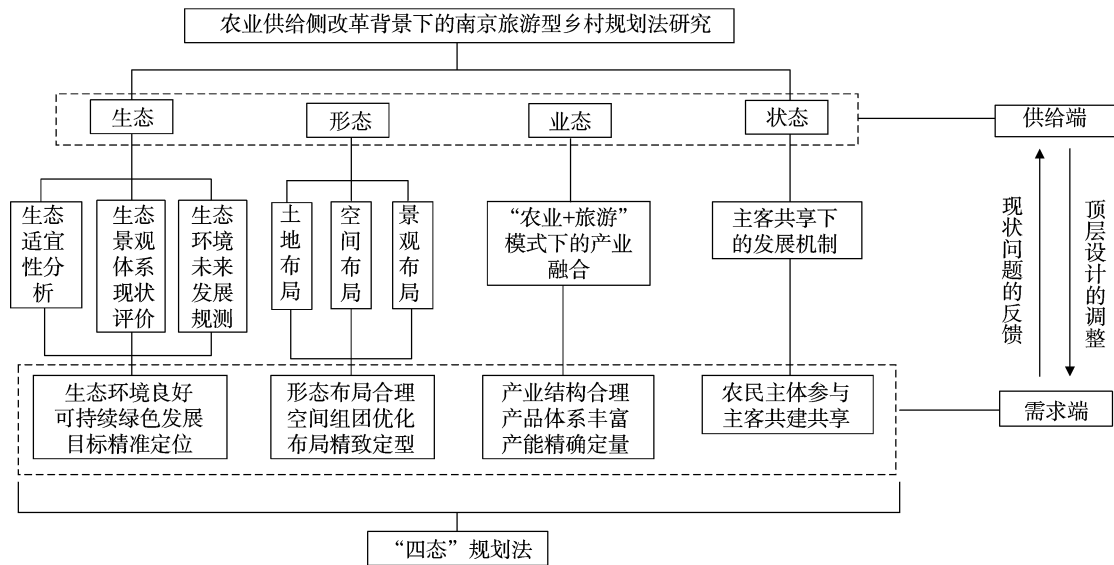 农业供给侧改革背景下的南京旅游型乡村规划法研究
生态
形态
业态
状态
供给端
生态
适宜
性分
析
生态
景观
体系
现状
评价
生态
环境
未来
发展
规测
土地布局
空间布局
景观布局
“农业+旅游”
模式下的产业
融合
主客共享下
的发展机制
现状问题的反馈
顶层设计的调整
生态环境良好
可持续绿色发展
目标精准定位
形态布局合理
空间组团优化
布局精致定型
产业结构合理
产品体系丰富
产能精确定量
农民主体参与
主客共建共享
需求端
“四态”规划法